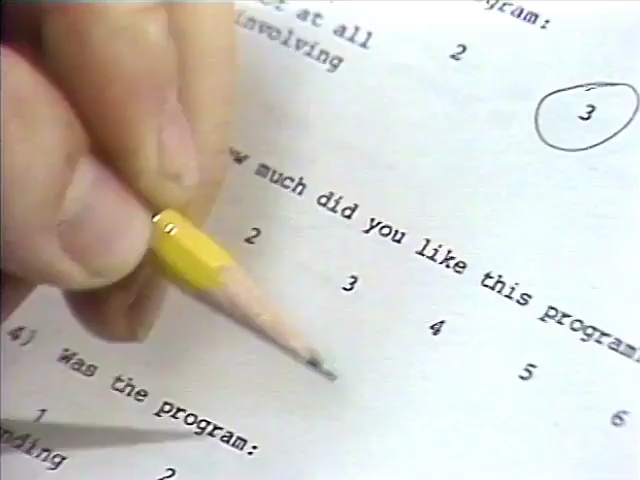 gram:
at all 2 3
involving
much did you like this program
2 3 4 5 6
4) Was the program:
1 2
nding